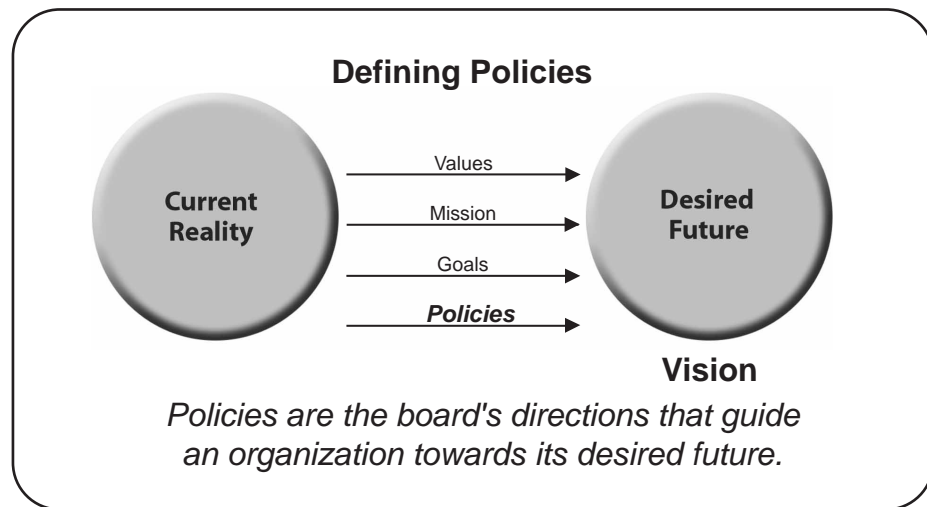 Defining Policies
Current
Reality
Values
Mission
Goals
Policies
Desired
Future
Vision
Policies are the board's directions that guide
an organization towards its desired future.